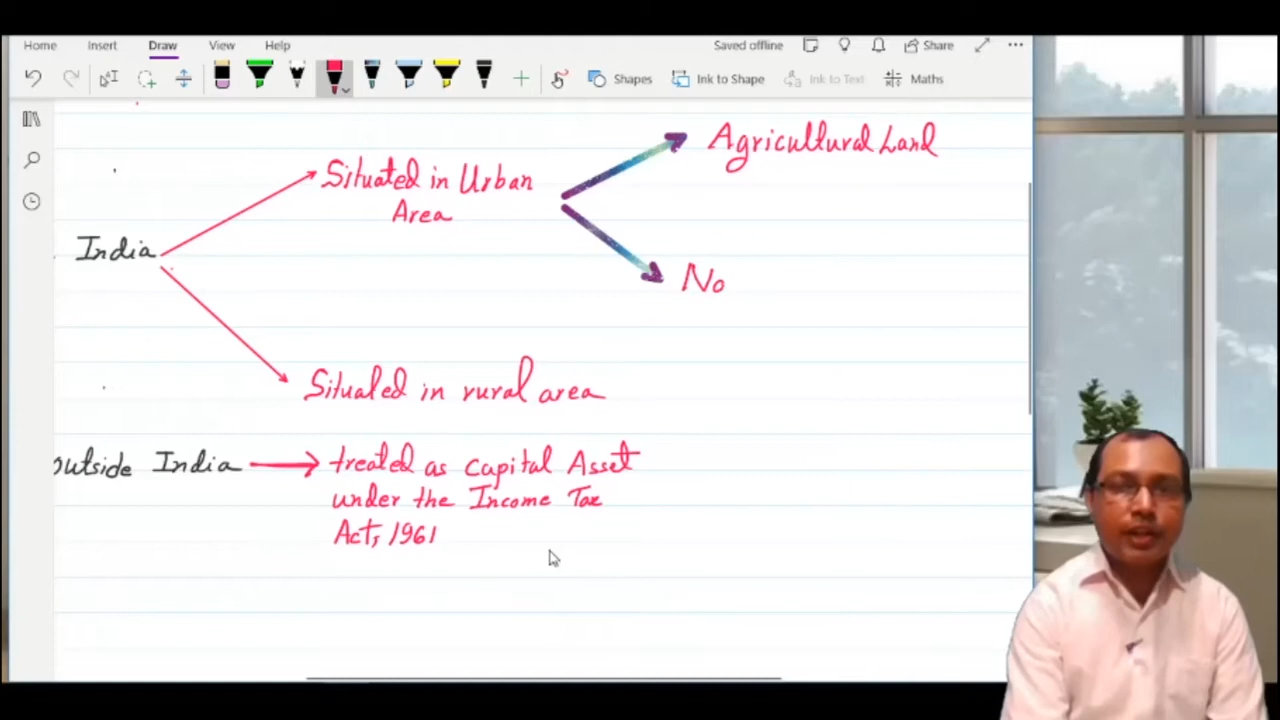 Home Insert Draw View Help Saved offline Share
Shapes Ink to Shape Ink to Text Maths
Agricultural Land
Situated in Urban
Area
India
No
Situated in rural area
outside India treated as capital Asset
under the Income Tax
Act, 1961